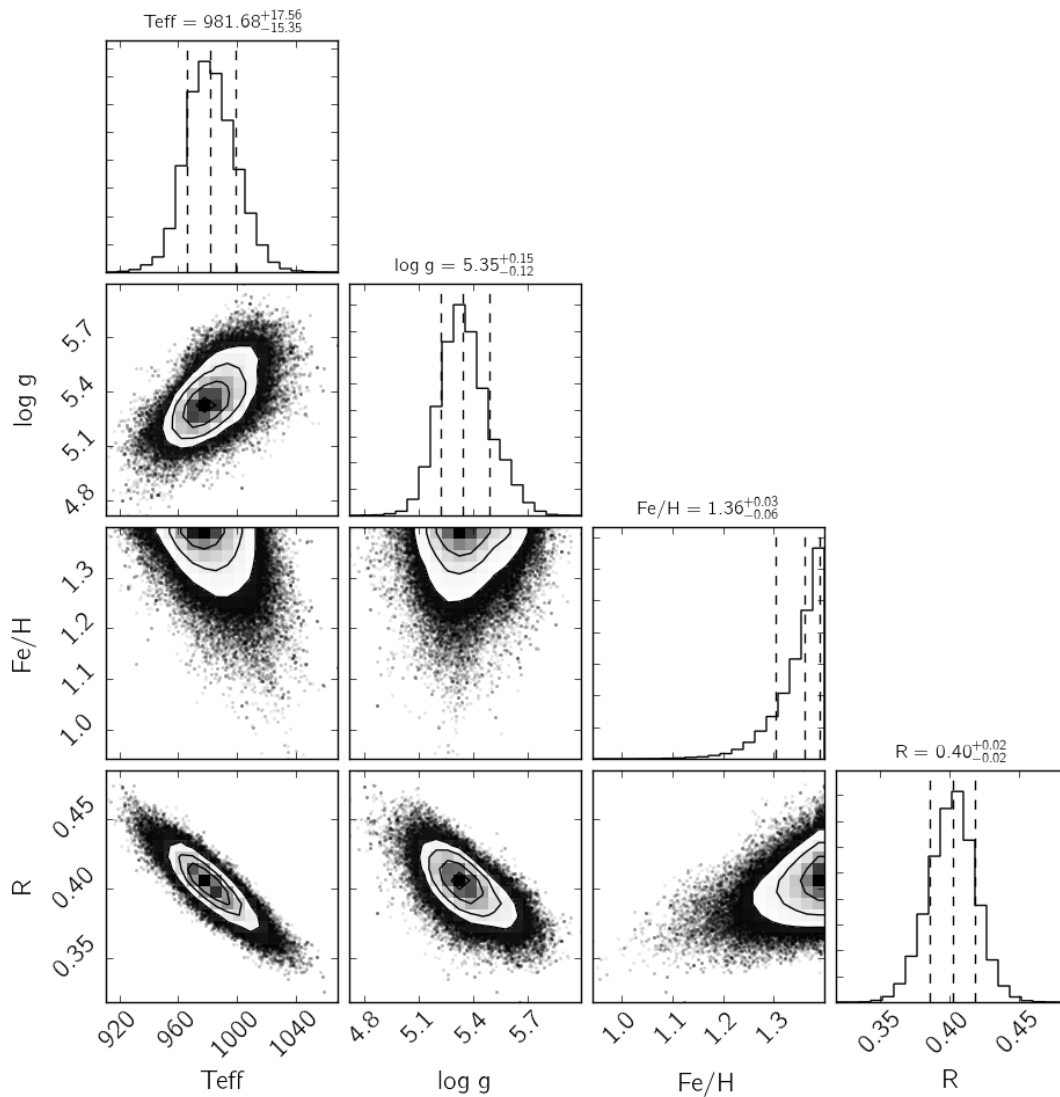 Teff = 981.68 +17.56 −15.35
log g = 5.35 +0.15 −0.12
5.7
5.4
5.1
4.8
log g
Fe/H = 1.36 +0.03 −0.06
1.3
1.2
1.1
1.0
Fe/H
R = 0.40 +0.02 −0.02
0.45
0.40
0.35
R
920 960 1000 1040
4.8 5.1 5.4 5.7
1.0 1.1 1.2 1.3
0.35 0.40 0.45
Teff log g Fe/H R